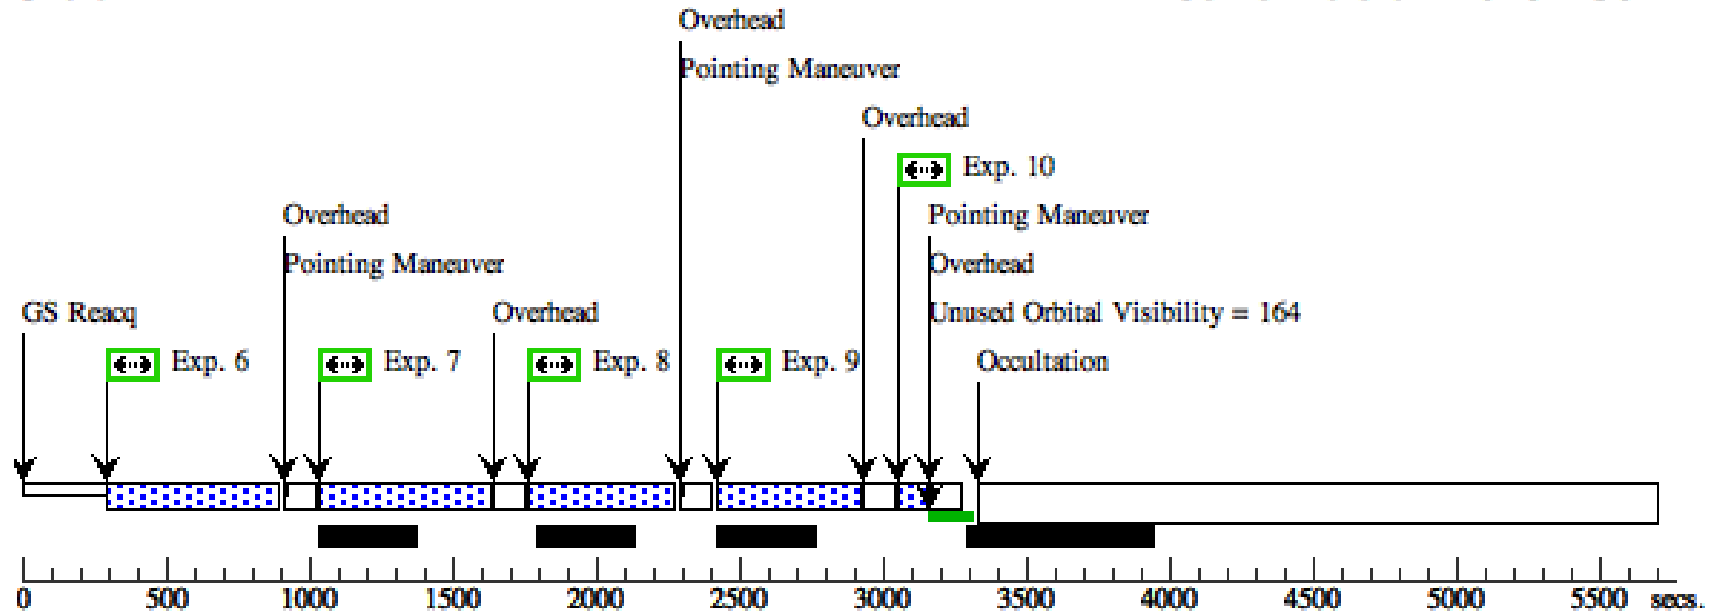 Overhead
Pointing Maneuver
Overhead
Exp. 10
Overhead
Pointing Maneuver
Pointing Maneuver
Overhead
GS Reacq
Overhead
Unused Orbital Visibility = 164
Exp. 6
Exp. 7
Exp. 8
Exp. 9
Occultation
0 500 1000 1500 2000 2500 3000 3500 4000 4500 5000 5500 secs.